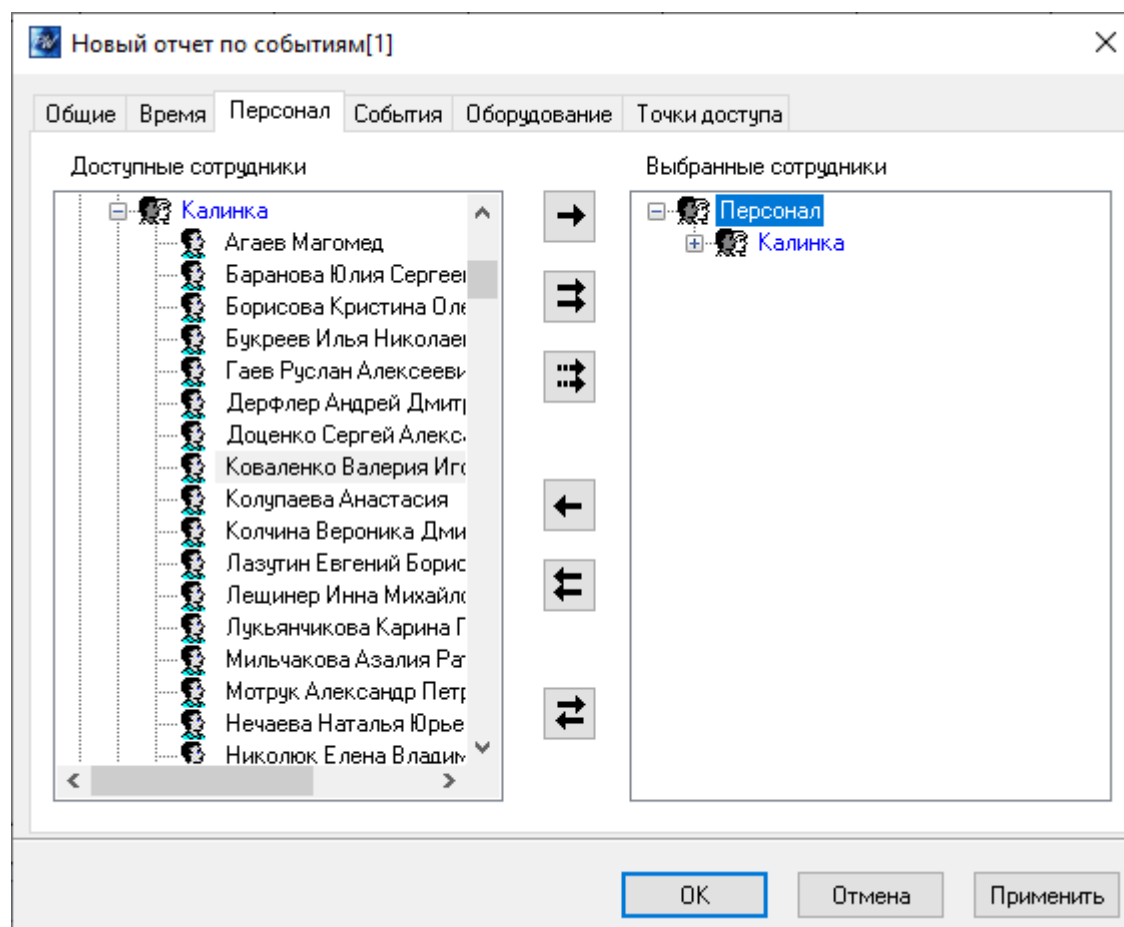 Новый отчет по событиям[1]
Общие Время Персонал События Оборудование Точки доступа
Доступные сотрудники
Выбранные сотрудники
Калинка
Агаев Магомед
Баранова Юлия Сергее
Борисова Кристина Оле
Букреев Илья Николае
Гаев Руслан Алексееви
Дерфлер Андрей Дмит
Доценко Сергей Алекс
Коваленко Валерия Иго
Колупаева Анастасия
Колчина Вероника Дми
Лазутин Евгений Борис
Лещинер Инна Михайло
Лукьянчикова Карина Г
Мильчакова Азалия Ра
Мотрук Александр Петр
Нечаева Наталья Юрье
Николюк Елена Владим
Персонал
Калинка
OK
Отмена
Применить